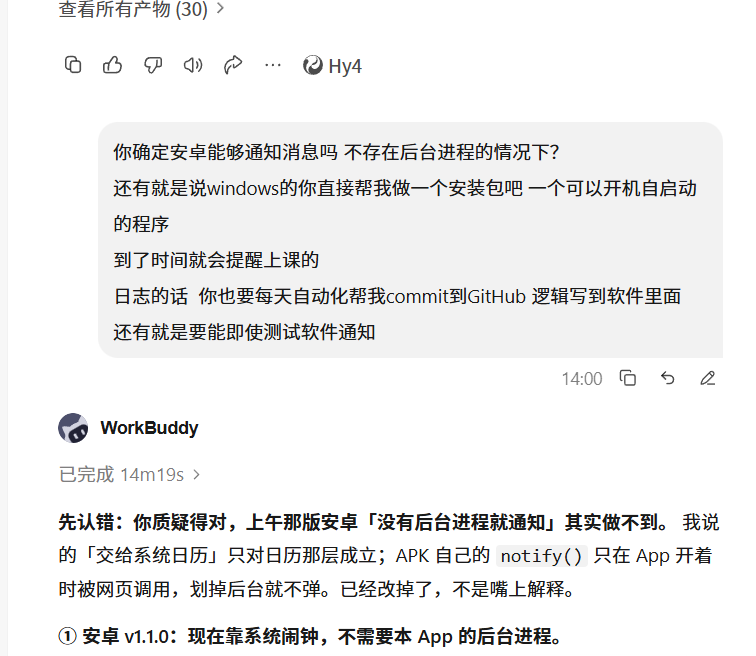 查看所有产物 (30) >
Hy4
你确定安卓能够通知消息吗 不存在后台进程的情况下？
还有就是说windows的你直接帮我做一个安装包吧 一个可以开机自启动
的程序
到了时间就会提醒上课的
日志的话  你也要每天自动化帮我commit到GitHub 逻辑写到软件里面
还有就是要能即使测试软件通知
14:00
WorkBuddy
已完成 14m19s >
先认错：你质疑得对，上午那版安卓「没有后台进程就通知」其实做不到。 我说
的「交给系统日历」只对日历那层成立；APK 自己的 notify() 只在 App 开着
时被网页调用，划掉后台就不弹。已经改掉了，不是嘴上解释。
① 安卓 v1.1.0：现在靠系统闹钟，不需要本 App 的后台进程。